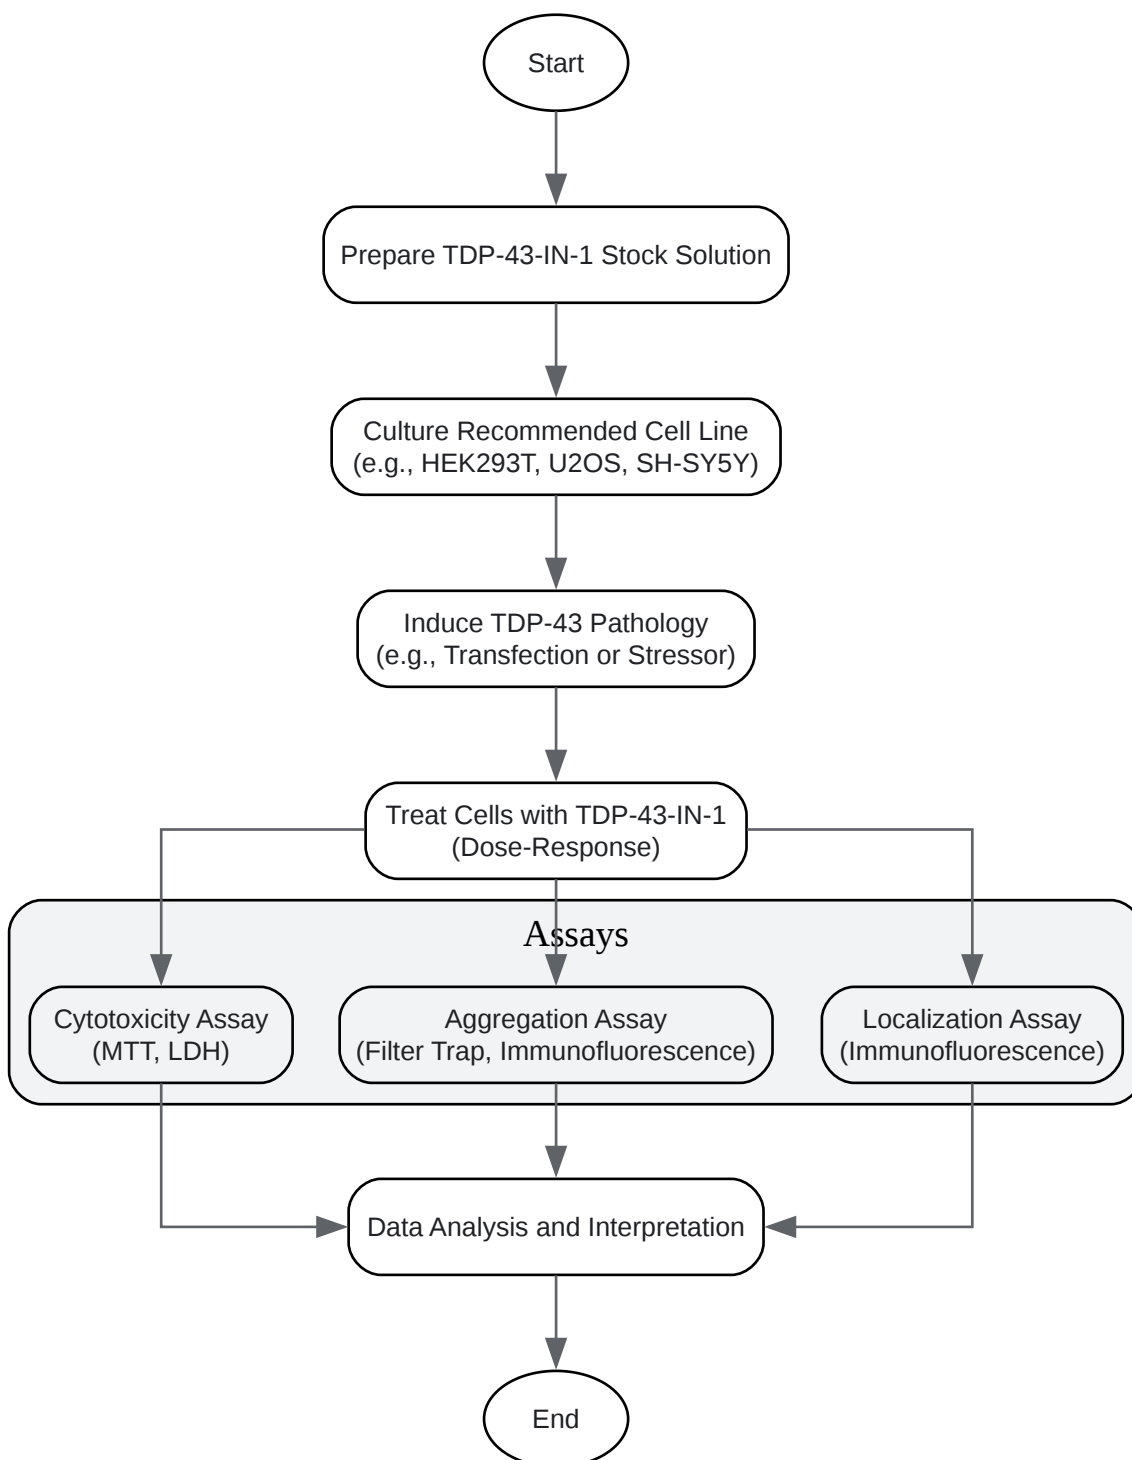 Start
Prepare TDP-43-IN-1 Stock Solution
Culture Recommended Cell Line
(e.g., HEK293T, U2OS, SH-SY5Y)
Induce TDP-43 Pathology
(e.g., Transfection or Stressor)
Treat Cells with TDP-43-IN-1
(Dose-Response)
Assays
Cytotoxicity Assay
(MTT, LDH)
Aggregation Assay
(Filter Trap, Immunofluorescence)
Localization Assay
(Immunofluorescence)
Data Analysis and Interpretation
End